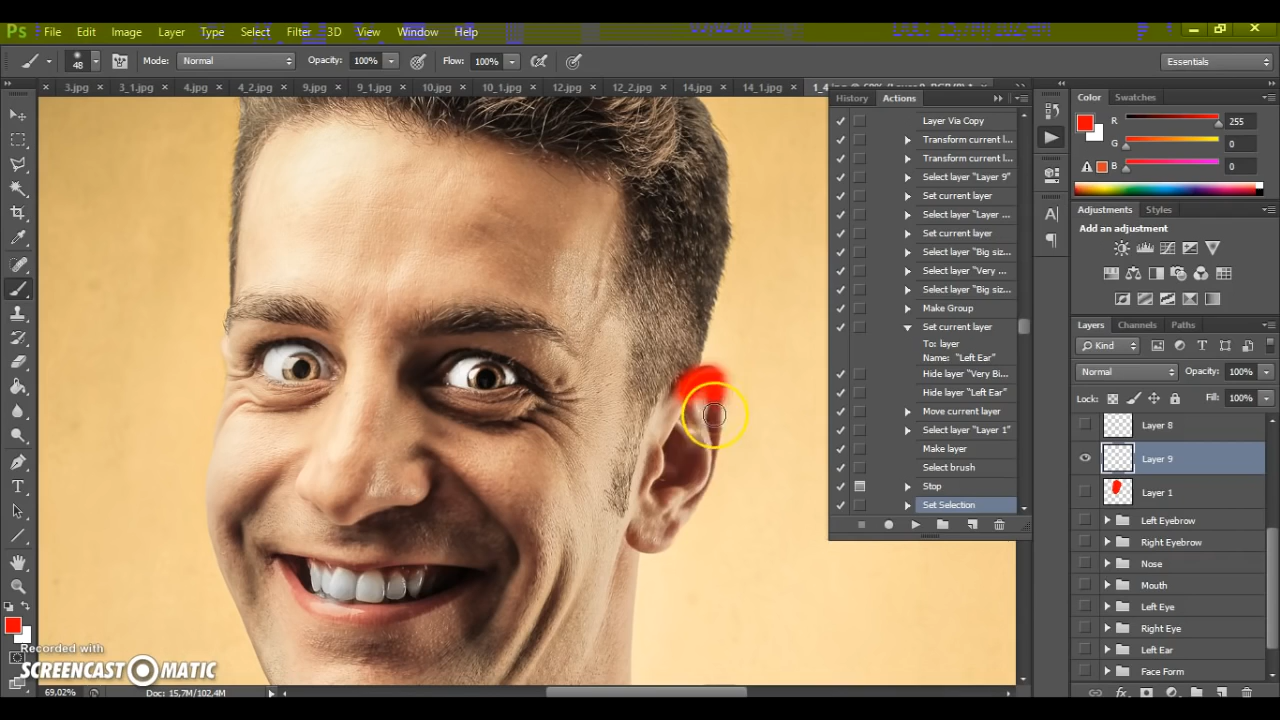 Ps File Edit Image Layer Type Select Filter 3D View Window Help
48 Mode: Normal Opacity: 100% Flow: 100% Essentials
3.jpg × 3_1.jpg × 4.jpg × 4_2.jpg × 9.jpg × 9_1.jpg × 10.jpg × 10_1.jpg × 12.jpg × 12_2.jpg × 14.jpg × 14_1.jpg ×
History Actions
Layer Via Copy
Transform current l...
Transform current l...
Select layer "Layer 9"
Set current layer
Select layer "Layer ...
Set current layer
Select layer "Big siz...
Select layer "Very ...
Select layer "Big siz...
Make Group
Set current layer
To: layer
Name: "Left Ear"
Hide layer "Very Bi...
Hide layer "Left Ear"
Move current layer
Select layer "Layer 1"
Make layer
Select brush
Stop
Set Selection
Color Swatches
R 255
G 0
B 0
Adjustments Styles
Add an adjustment
Layers Channels Paths
Kind
Normal Opacity: 100%
Lock: Fill: 100%
Layer 8
Layer 9
Layer 1
Left Eyebrow
Right Eyebrow
Nose
Mouth
Left Eye
Right Eye
Left Ear
Face Form
Recorded with
SCREENCAST MATIC
69,02% Doc: 15,7M/102,4M